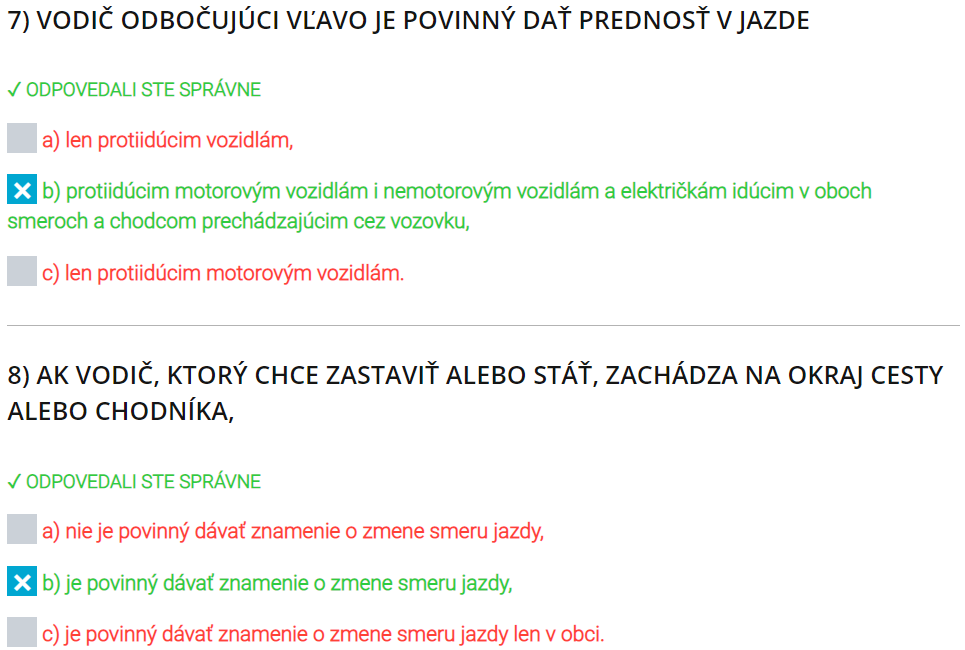 7) VODIČ ODBOČUJÚCI VĽAVO JE POVINNÝ DAŤ PREDNOSŤ V JAZDE
✓ ODPOVEDALI STE SPRÁVNE
a) len protiidúcim vozidlám,
b) protiidúcim motorovým vozidlám i nemotorovým vozidlám a električkám idúcim v oboch
smeroch a chodcom prechádzajúcim cez vozovku,
c) len protiidúcim motorovým vozidlám.
8) AK VODIČ, KTORÝ CHCE ZASTAVIŤ ALEBO STÁŤ, ZACHÁDZA NA OKRAJ CESTY
ALEBO CHODNÍKA,
✓ ODPOVEDALI STE SPRÁVNE
a) nie je povinný dávať znamenie o zmene smeru jazdy,
b) je povinný dávať znamenie o zmene smeru jazdy,
c) je povinný dávať znamenie o zmene smeru jazdy len v obci.